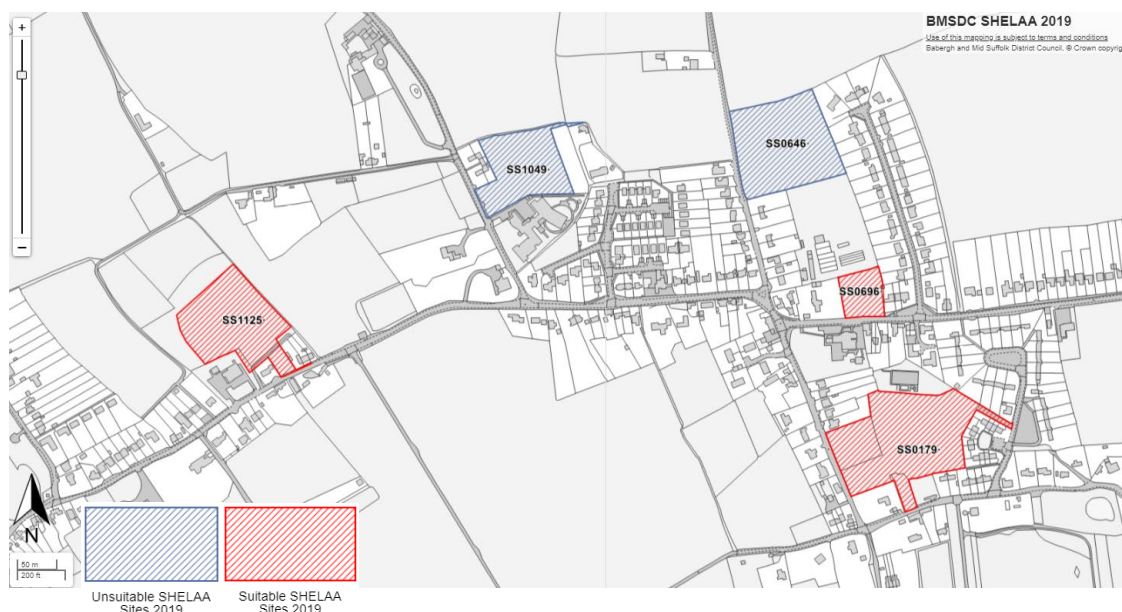 BMSDC SHELAA 2019
Use of this mapping is subject to terms and conditions
Babergh and Mid Suffolk District Council, © Crown copyrig
+
SS0646
SS1049
−
SS0696
SS1125
SS0179
N
50 m
200 ft
Unsuitable SHELAA
Sites 2019
Suitable SHELAA
Sites 2019